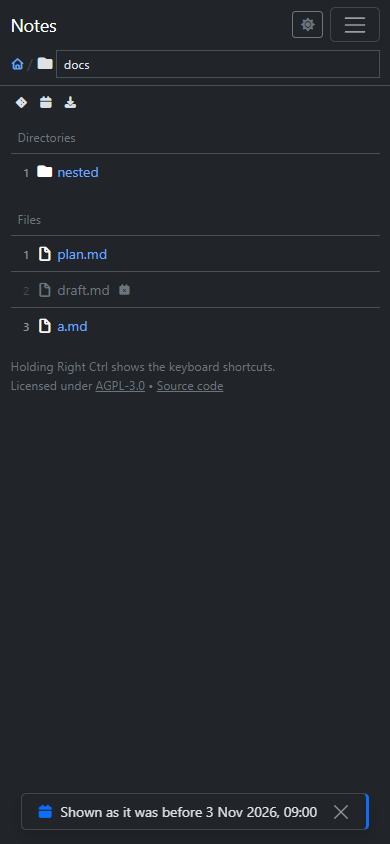 Notes
/ docs
Directories
1 nested
Files
1 plan.md
2 draft.md
3 a.md
Holding Right Ctrl shows the keyboard shortcuts.
Licensed under AGPL-3.0 • Source code
Shown as it was before 3 Nov 2026, 09:00